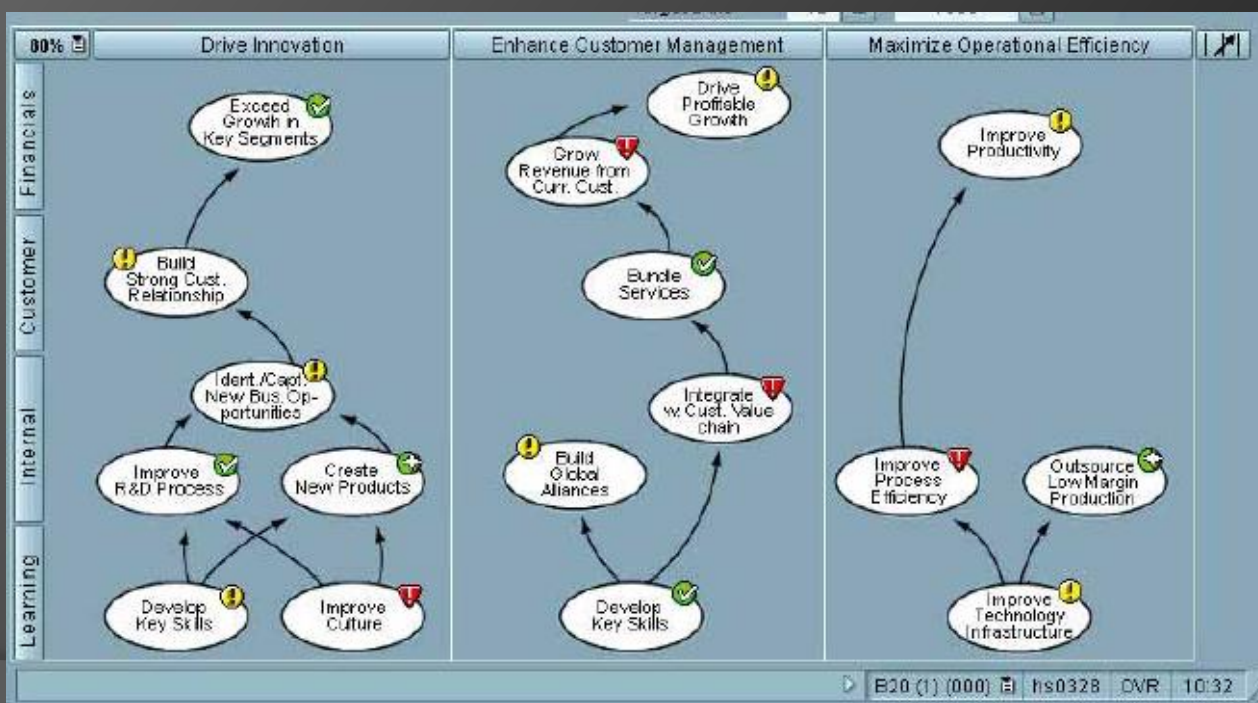 80%
Drive Innovation
Enhance Customer Management
Maximize Operational Efficiency
Financials
Exceed
Growth in
Key Segments
Drive
Profitable
Growth
Grow
Revenue from
Curr. Cust.
Improve
Productivity
Customer
Build
Strong Cust.
Relationship
Bundle
Services
Internal
Ident./Capt.
New Bus. Op-
portunities
Integrate
w. Cust. Value
chain
Improve
R&D Process
Create
New Products
Build
Global
Aliances
Improve
Process
Efficiency
Outsource
Low Margin
Production
Learning
Develop
Key Skills
Improve
Culture
Develop
Key Skills
Improve
Technology
Infrastructure
B20 (1) (000)
hs0328
OVR
10:32